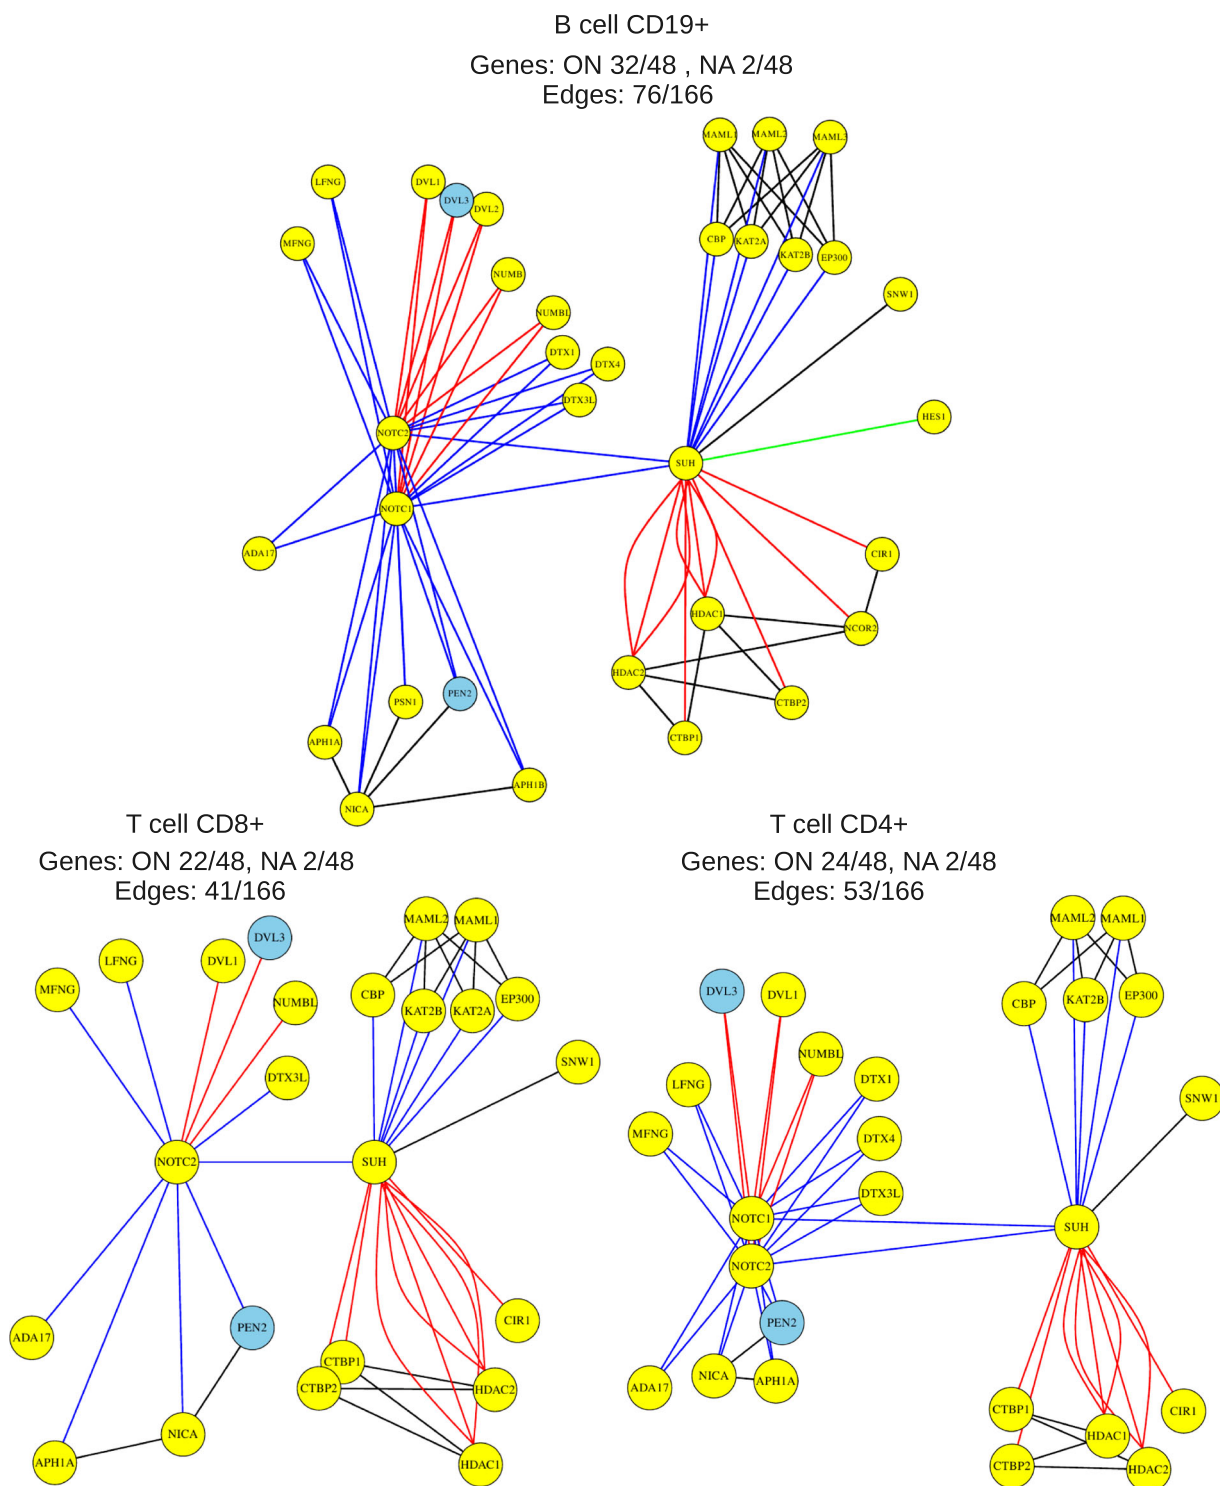 B cell CD19+
Genes: ON 32/48 , NA 2/48
Edges: 76/166
MAML1
MAML2
MAML3
LFNG
DVL1
DVL3
DVL2
MFNG
CBP
KAT2A
KAT2B
EP300
NUMB
SNW1
NUMBL
DTX1
DTX4
DTX3L
HES1
NOTC2
SUH
NOTC1
ADA17
CIR1
HDAC1
NCOR2
HDAC2
PSN1
PEN2
CTBP2
APH1A
CTBP1
APH1B
NICA
T cell CD8+
Genes: ON 22/48, NA 2/48
Edges: 41/166
MAML2
MAML1
DVL3
LFNG
DVL1
MFNG
NUMBL
CBP
KAT2B
KAT2A
EP300
SNW1
DTX3L
NOTC2
SUH
ADA17
PEN2
CIR1
CTBP1
CTBP2
HDAC2
NICA
APH1A
HDAC1
T cell CD4+
Genes: ON 24/48, NA 2/48
Edges: 53/166
MAML2
MAML1
DVL3
DVL1
CBP
KAT2B
EP300
NUMBL
LFNG
DTX1
SNW1
MFNG
DTX4
DTX3L
NOTC1
SUH
NOTC2
PEN2
ADA17
NICA
APH1A
CTBP1
CIR1
HDAC1
CTBP2
HDAC2